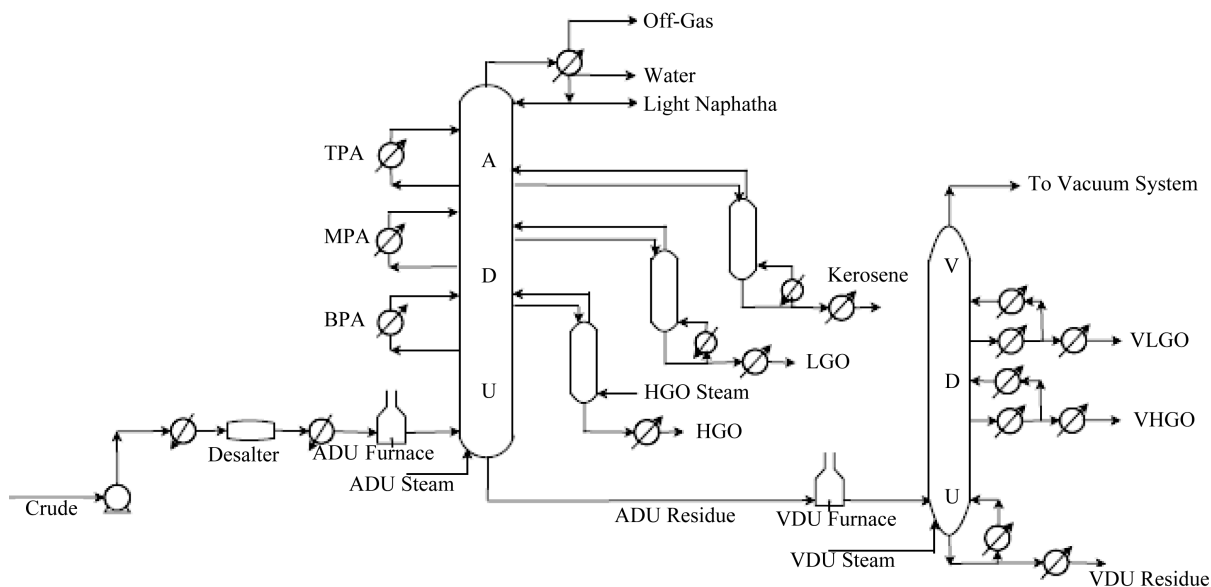 Off-Gas
Water
Light Naphatha
TPA
A
To Vacuum System
MPA
V
D
Kerosene
BPA
VLGO
LGO
D
HGO Steam
U
VHGO
HGO
Desalter
ADU Furnace
ADU Steam
U
Crude
ADU Residue
VDU Furnace
VDU Steam
VDU Residue